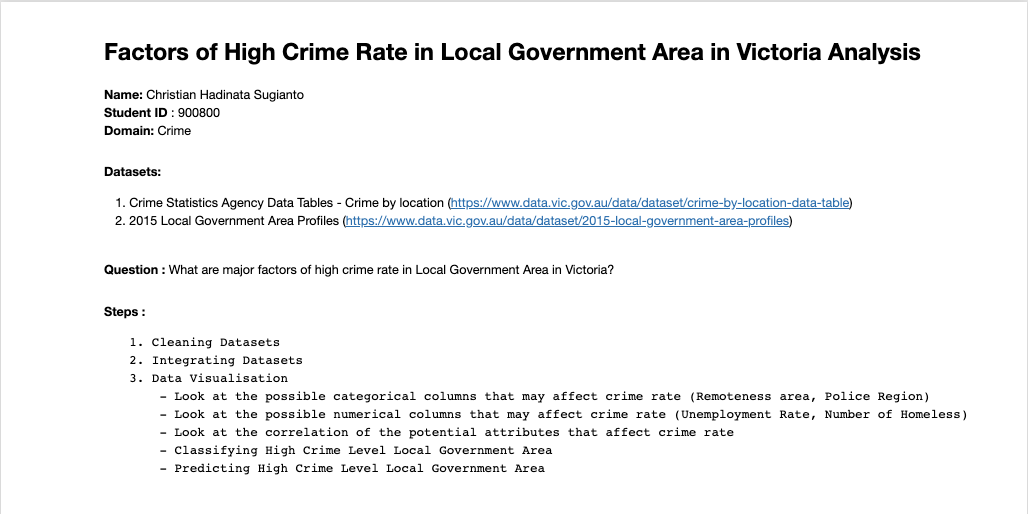 Factors of High Crime Rate in Local Government Area in Victoria Analysis
Name: Christian Hadinata Sugianto
Student ID : 900800
Domain: Crime
Datasets:
1. Crime Statistics Agency Data Tables - Crime by location (https://www.data.vic.gov.au/data/dataset/crime-by-location-data-table)
2. 2015 Local Government Area Profiles (https://www.data.vic.gov.au/data/dataset/2015-local-government-area-profiles)
Question : What are major factors of high crime rate in Local Government Area in Victoria?
Steps :
1. Cleaning Datasets
2. Integrating Datasets
3. Data Visualisation
- Look at the possible categorical columns that may affect crime rate (Remoteness area, Police Region)
- Look at the possible numerical columns that may affect crime rate (Unemployment Rate, Number of Homeless)
- Look at the correlation of the potential attributes that affect crime rate
- Classifying High Crime Level Local Government Area
- Predicting High Crime Level Local Government Area